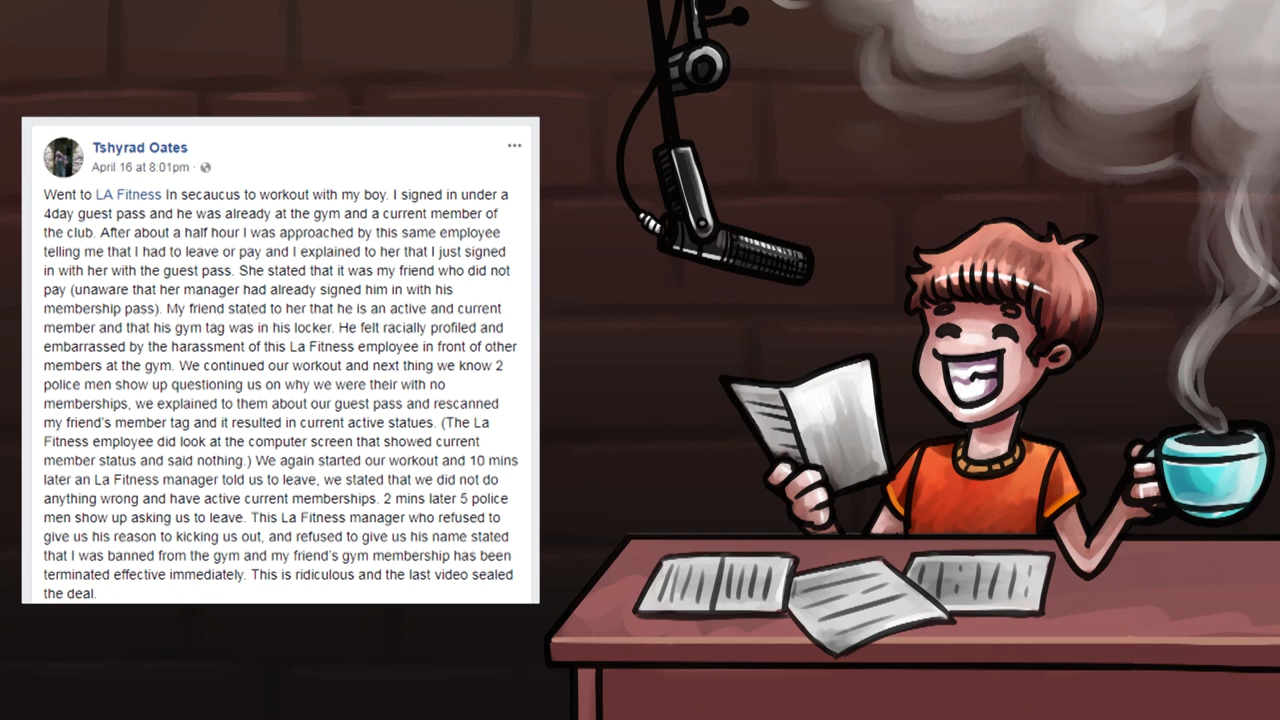 Tshyrad Oates
April 16 at 8:01pm ·
Went to LA Fitness In secaucus to workout with my boy. I signed in under a
4day guest pass and he was already at the gym and a current member of
the club. After about a half hour I was approached by this same employee
telling me that I had to leave or pay and I explained to her that I just signed
in with her with the guest pass. She stated that it was my friend who did not
pay (unaware that her manager had already signed him in with his
membership pass). My friend stated to her that he is an active and current
member and that his gym tag was in his locker. He felt racially profiled and
embarrassed by the harassment of this La Fitness employee in front of other
members at the gym. We continued our workout and next thing we know 2
police men show up questioning us on why we were their with no
memberships, we explained to them about our guest pass and rescanned
my friend's member tag and it resulted in current active statues. (The La
Fitness employee did look at the computer screen that showed current
member status and said nothing.) We again started our workout and 10 mins
later an La Fitness manager told us to leave, we stated that we did not do
anything wrong and have active current memberships. 2 mins later 5 police
men show up asking us to leave. This La Fitness manager who refused to
give us his reason to kicking us out, and refused to give us his name stated
that I was banned from the gym and my friend's gym membership has been
terminated effective immediately. This is ridiculous and the last video sealed
the deal.